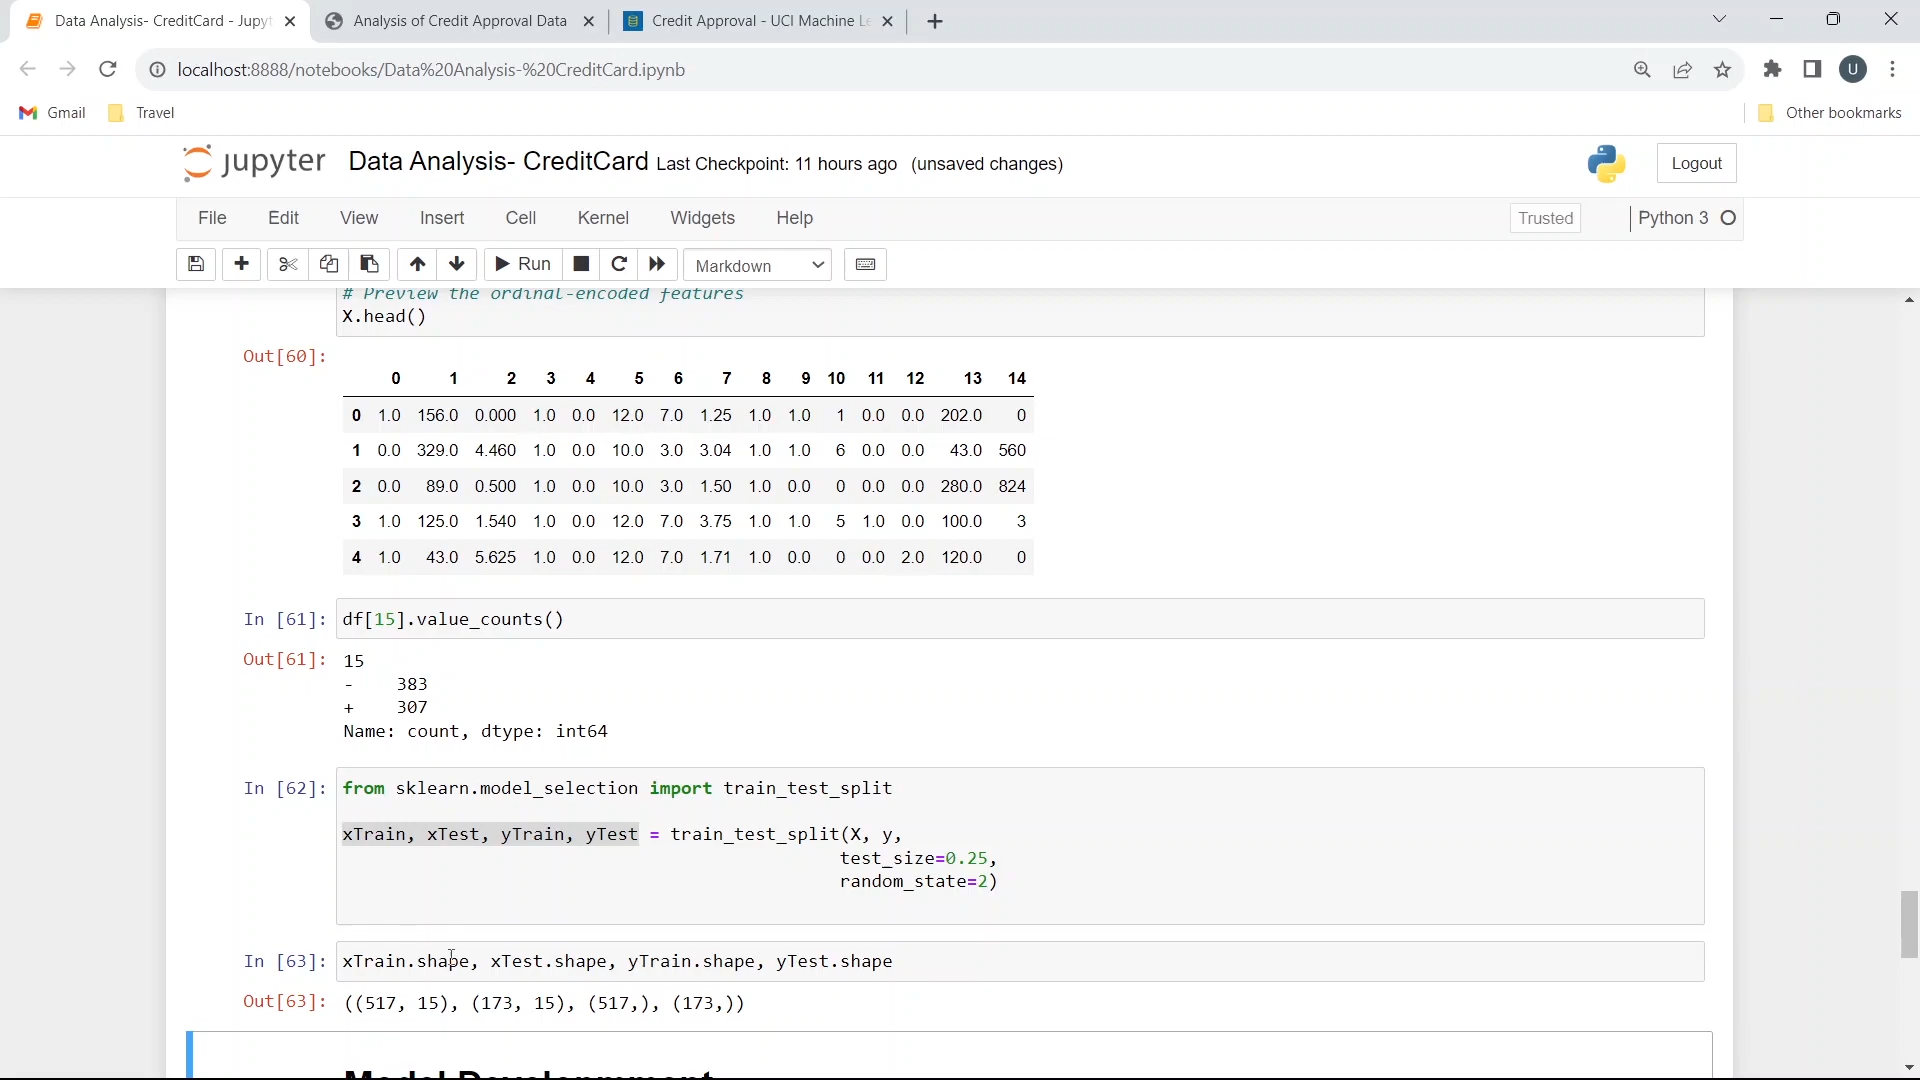 Data Analysis- CreditCard - Jupyt
Analysis of Credit Approval Data
Credit Approval - UCI Machine Le
localhost:8888/notebooks/Data%20Analysis-%20CreditCard.ipynb
U
Gmail
Travel
Other bookmarks
jupyter
Data Analysis- CreditCard Last Checkpoint: 11 hours ago (unsaved changes)
Logout
File Edit View Insert Cell Kernel Widgets Help
Trusted
Python 3
Run
Markdown
# Preview the ordinal-encoded features
X.head()
Out[60]:
0 1 2 3 4 5 6 7 8 9 10 11 12 13 14
0 1.0 156.0 0.000 1.0 0.0 12.0 7.0 1.25 1.0 1.0 1 0.0 0.0 202.0 0
1 0.0 329.0 4.460 1.0 0.0 10.0 3.0 3.04 1.0 1.0 6 0.0 0.0 43.0 560
2 0.0 89.0 0.500 1.0 0.0 10.0 3.0 1.50 1.0 0.0 0 0.0 0.0 280.0 824
3 1.0 125.0 1.540 1.0 0.0 12.0 7.0 3.75 1.0 1.0 5 1.0 0.0 100.0 3
4 1.0 43.0 5.625 1.0 0.0 12.0 7.0 1.71 1.0 0.0 0 0.0 2.0 120.0 0
In [61]: df[15].value_counts()
Out[61]: 15
- 383
+ 307
Name: count, dtype: int64
In [62]: from sklearn.model_selection import train_test_split
xTrain, xTest, yTrain, yTest = train_test_split(X, y,
test_size=0.25,
random_state=2)
In [63]: xTrain.shape, xTest.shape, yTrain.shape, yTest.shape
Out[63]: ((517, 15), (173, 15), (517,), (173,))